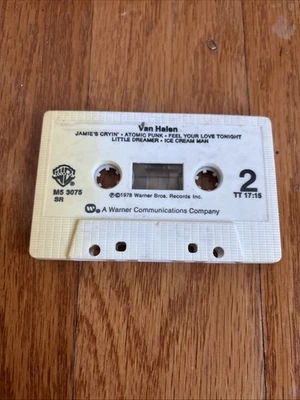 Van Halen
JAMIE'S CRYIN' • ATOMIC PUNK • FEEL YOUR LOVE TONIGHT
LITTLE DREAMER • ICE CREAM MAN
M5 3075
SR
©1978 Warner Bros. Records Inc.
2
TT 17:15
A Warner Communications Company